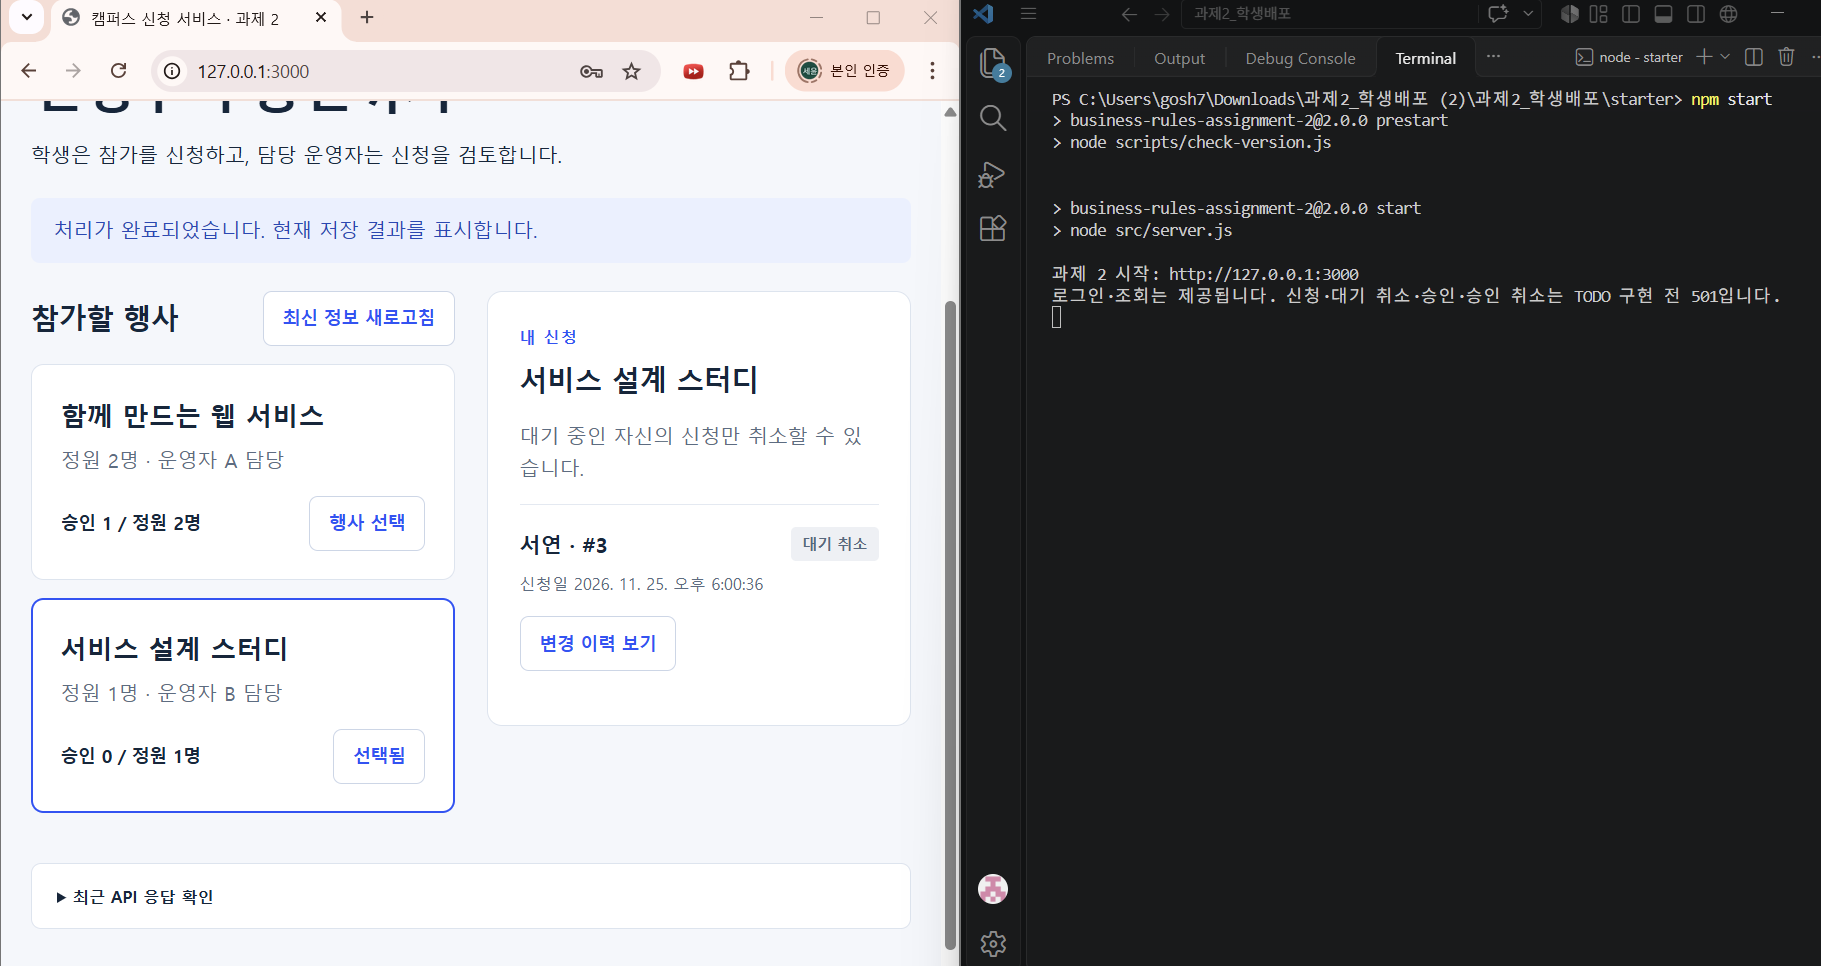 캠퍼스 신청 서비스 · 과제 2
127.0.0.1:3000
본인 인증
학생은 참가를 신청하고, 담당 운영자는 신청을 검토합니다.
처리가 완료되었습니다. 현재 저장 결과를 표시합니다.
참가할 행사
최신 정보 새로고침
함께 만드는 웹 서비스
정원 2명 · 운영자 A 담당
승인 1 / 정원 2명
행사 선택
서비스 설계 스터디
정원 1명 · 운영자 B 담당
승인 0 / 정원 1명
선택됨
내 신청
서비스 설계 스터디
대기 중인 자신의 신청만 취소할 수 있
습니다.
서연 · #3
대기 취소
신청일 2026. 11. 25. 오후 6:00:36
변경 이력 보기
▶ 최근 API 응답 확인
과제2_학생배포
2
Problems
Output
Debug Console
Terminal
node - starter
PS C:\Users\gosh7\Downloads\과제2_학생배포 (2)\과제2_학생배포\starter> npm start
> business-rules-assignment-2@2.0.0 prestart
> node scripts/check-version.js
> business-rules-assignment-2@2.0.0 start
> node src/server.js
과제 2 시작: http://127.0.0.1:3000
로그인·조회는 제공됩니다. 신청·대기 취소·승인·승인 취소는 TODO 구현 전 501입니다.